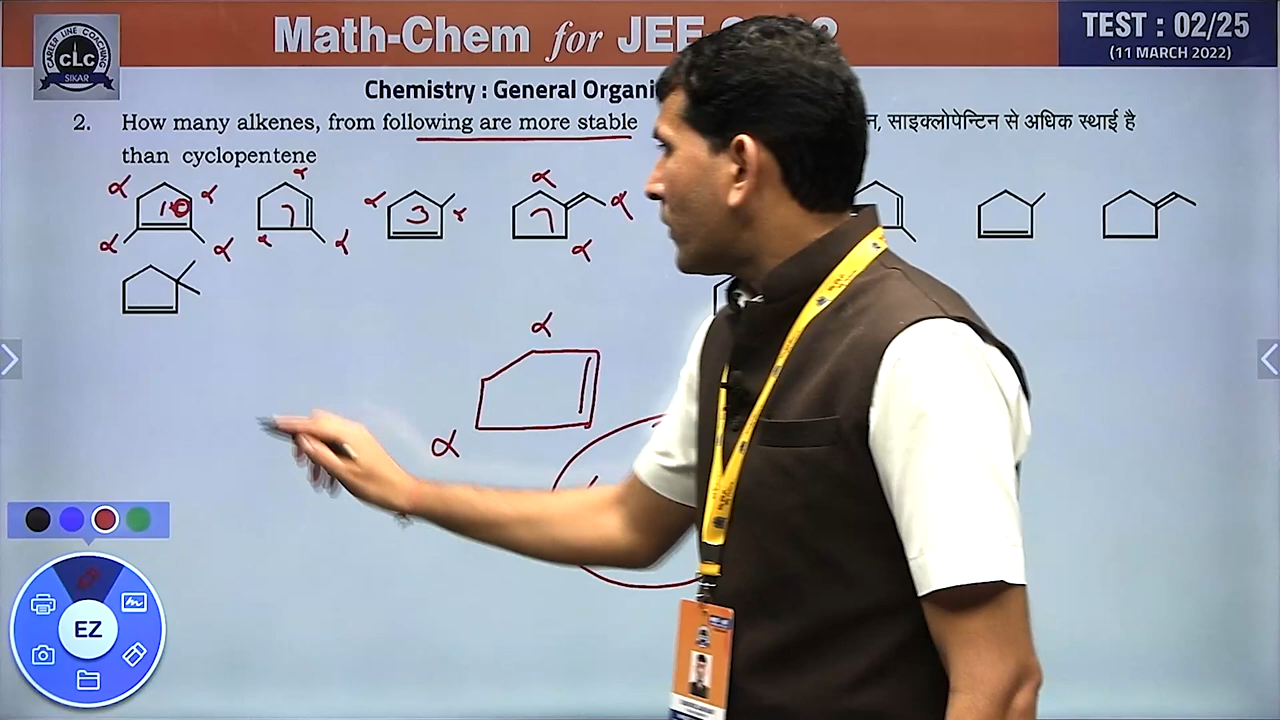 Math-Chem for JEE
TEST : 02/25
(11 MARCH 2022)
CAREER LINE COACHING
CLC
SIKAR
Chemistry : General
2. How many alkenes, from following are more stable
than cyclopentene
साइक्लोपेन्टिन से अधिक स्थाई है
α α 10 α α
α 7 α α
α 3 α
α 7 α α
α
α
EZ